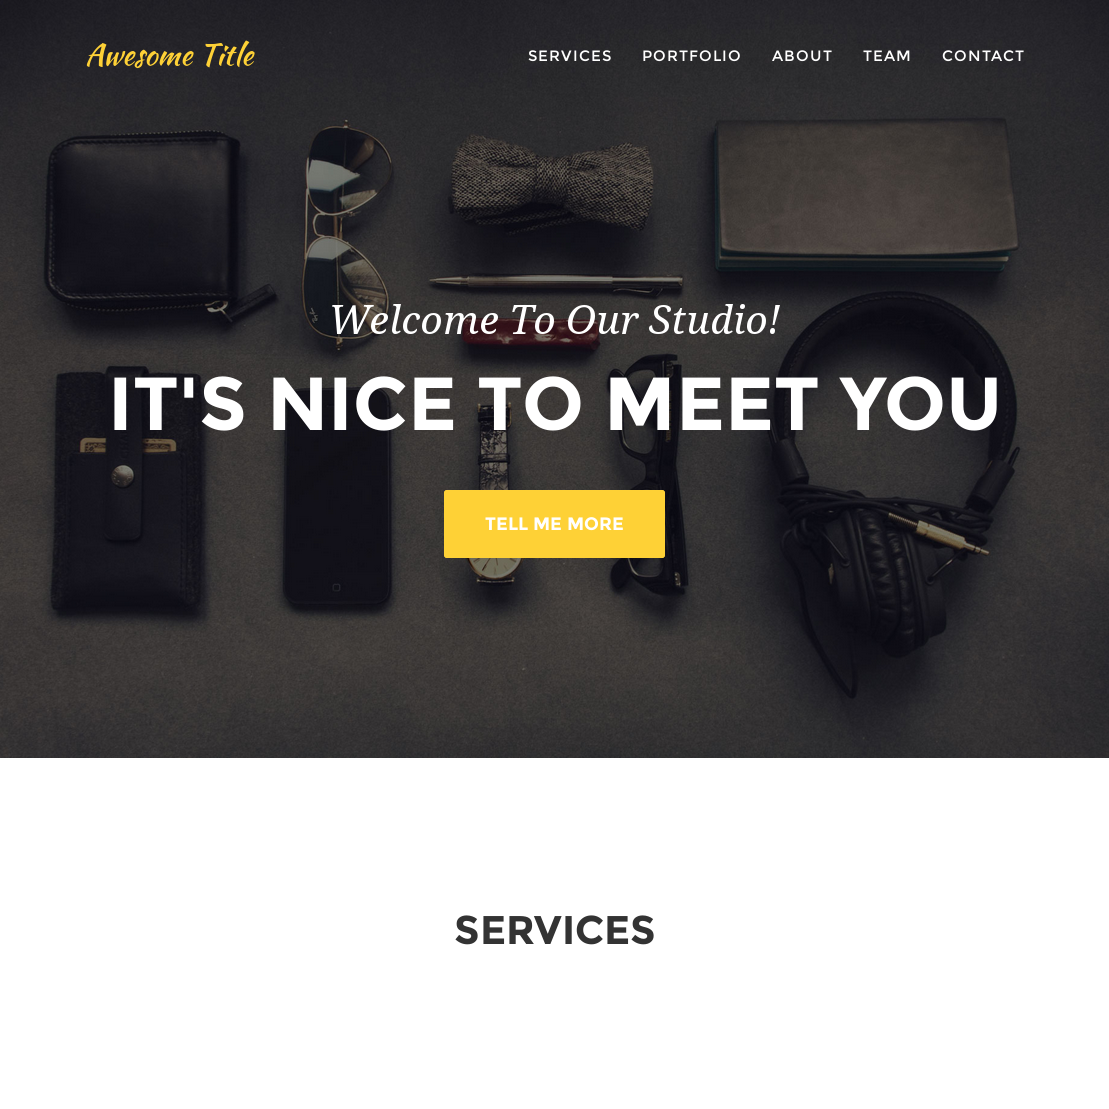 Awesome Title
SERVICES PORTFOLIO ABOUT TEAM CONTACT
Welcome To Our Studio!
IT'S NICE TO MEET YOU
TELL ME MORE
SERVICES